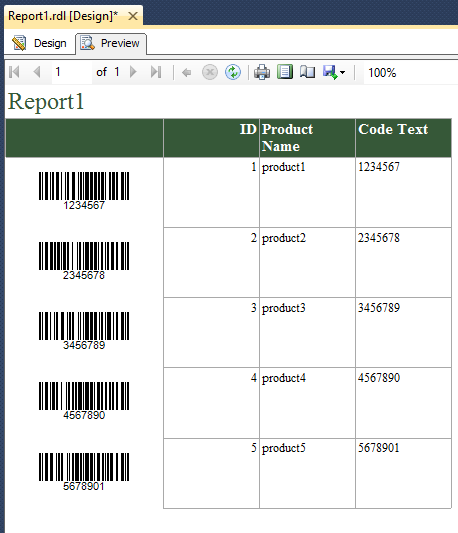 Report1.rdl [Design]*
Design Preview
1 of 1 100%
Report1
ID Product Name Code Text
1234567 1 product1 1234567
2345678 2 product2 2345678
3456789 3 product3 3456789
4567890 4 product4 4567890
5678901 5 product5 5678901